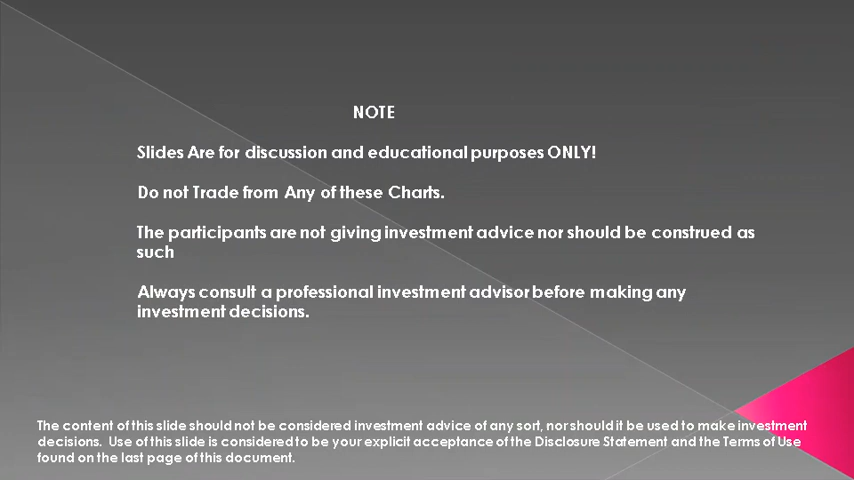 NOTE
Slides Are for discussion and educational purposes ONLY!
Do not Trade from Any of these Charts.
The participants are not giving investment advice nor should be construed as
such
Always consult a professional investment advisor before making any
investment decisions.
The content of this slide should not be considered investment advice of any sort, nor should it be used to make investment
decisions. Use of this slide is considered to be your explicit acceptance of the Disclosure Statement and the Terms of Use
found on the last page of this document.